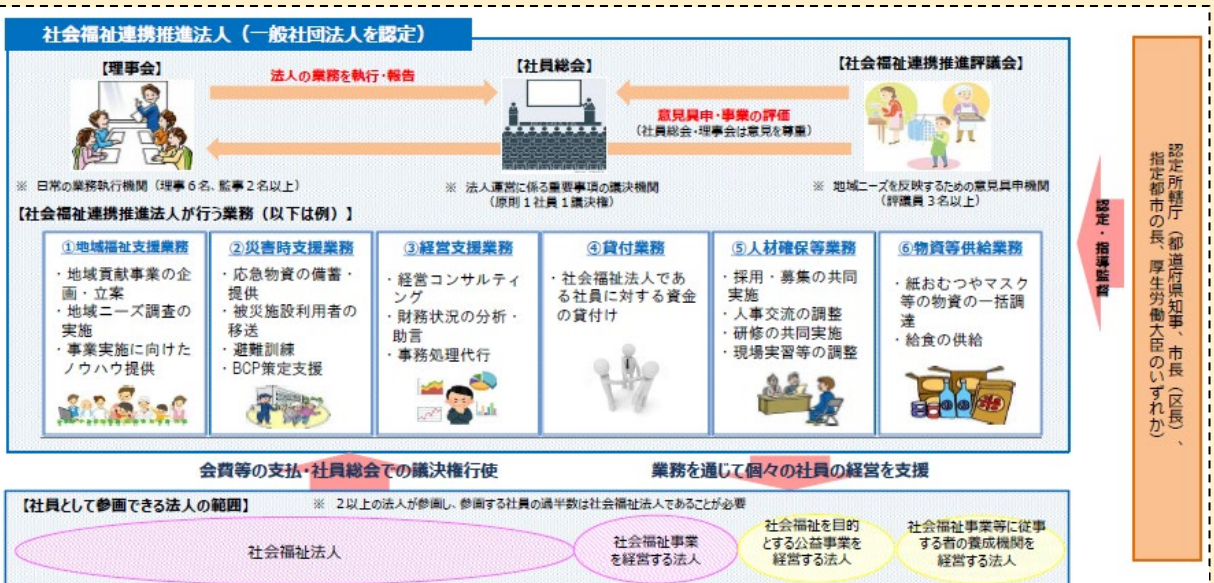 社会福祉連携推進法人（一般社団法人を認定）
【理事会】
法人の業務を執行・報告
【社員総会】
【社会福祉連携推進評議会】
意見具申・事業の評価
（社員総会・理事会は意見を尊重）
※ 日常の業務執行機関（理事６名、監事２名以上）
※ 法人運営に係る重要事項の議決機関
（原則１社員１議決権）
※ 地域ニーズを反映するための意見具申機関
（評議員３名以上）
【社会福祉連携推進法人が行う業務（以下は例）】
①地域福祉支援業務
・地域貢献事業の企
画・立案
・地域ニーズ調査の
実施
・事業実施に向けた
ノウハウ提供
②災害時支援業務
・応急物資の備蓄・
提供
・被災施設利用者の
移送
・避難訓練
・BCP策定支援
③経営支援業務
・経営コンサルティ
ング
・財務状況の分析・
助言
・事務処理代行
④貸付業務
・社会福祉法人であ
る社員に対する資金
の貸付け
⑤人材確保等業務
・採用・募集の共同
実施
・人事交流の調整
・研修の共同実施
・現場実習等の調整
⑥物資等供給業務
・紙おむつやマスク
等の物資の一括調
達
・給食の供給
認定・指導監督
認定所轄庁（都道府県知事、市長（区長）、
指定都市の長、厚生労働大臣のいずれか）
会費等の支払・社員総会での議決権行使
業務を通じて個々の社員の経営を支援
【社員として参画できる法人の範囲】
※ ２以上の法人が参画し、参画する社員の過半数は社会福祉法人であることが必要
社会福祉法人
社会福祉事業
を経営する法人
社会福祉を目的
とする公益事業を
経営する法人
社会福祉事業等に従事
する者の養成機関を
経営する法人